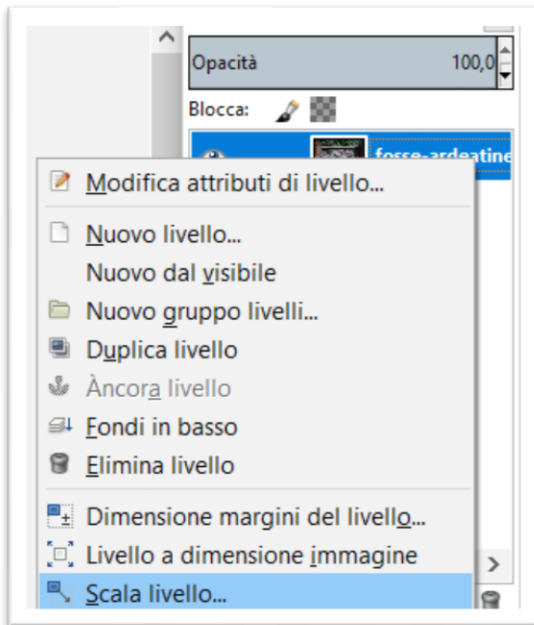 Opacità 100,0
Blocca:
fosse-ardeatine
Modifica attributi di livello...
Nuovo livello...
Nuovo dal visibile
Nuovo gruppo livelli...
Duplica livello
Àncora livello
Fondi in basso
Elimina livello
Dimensione margini del livello...
Livello a dimensione immagine
Scala livello...